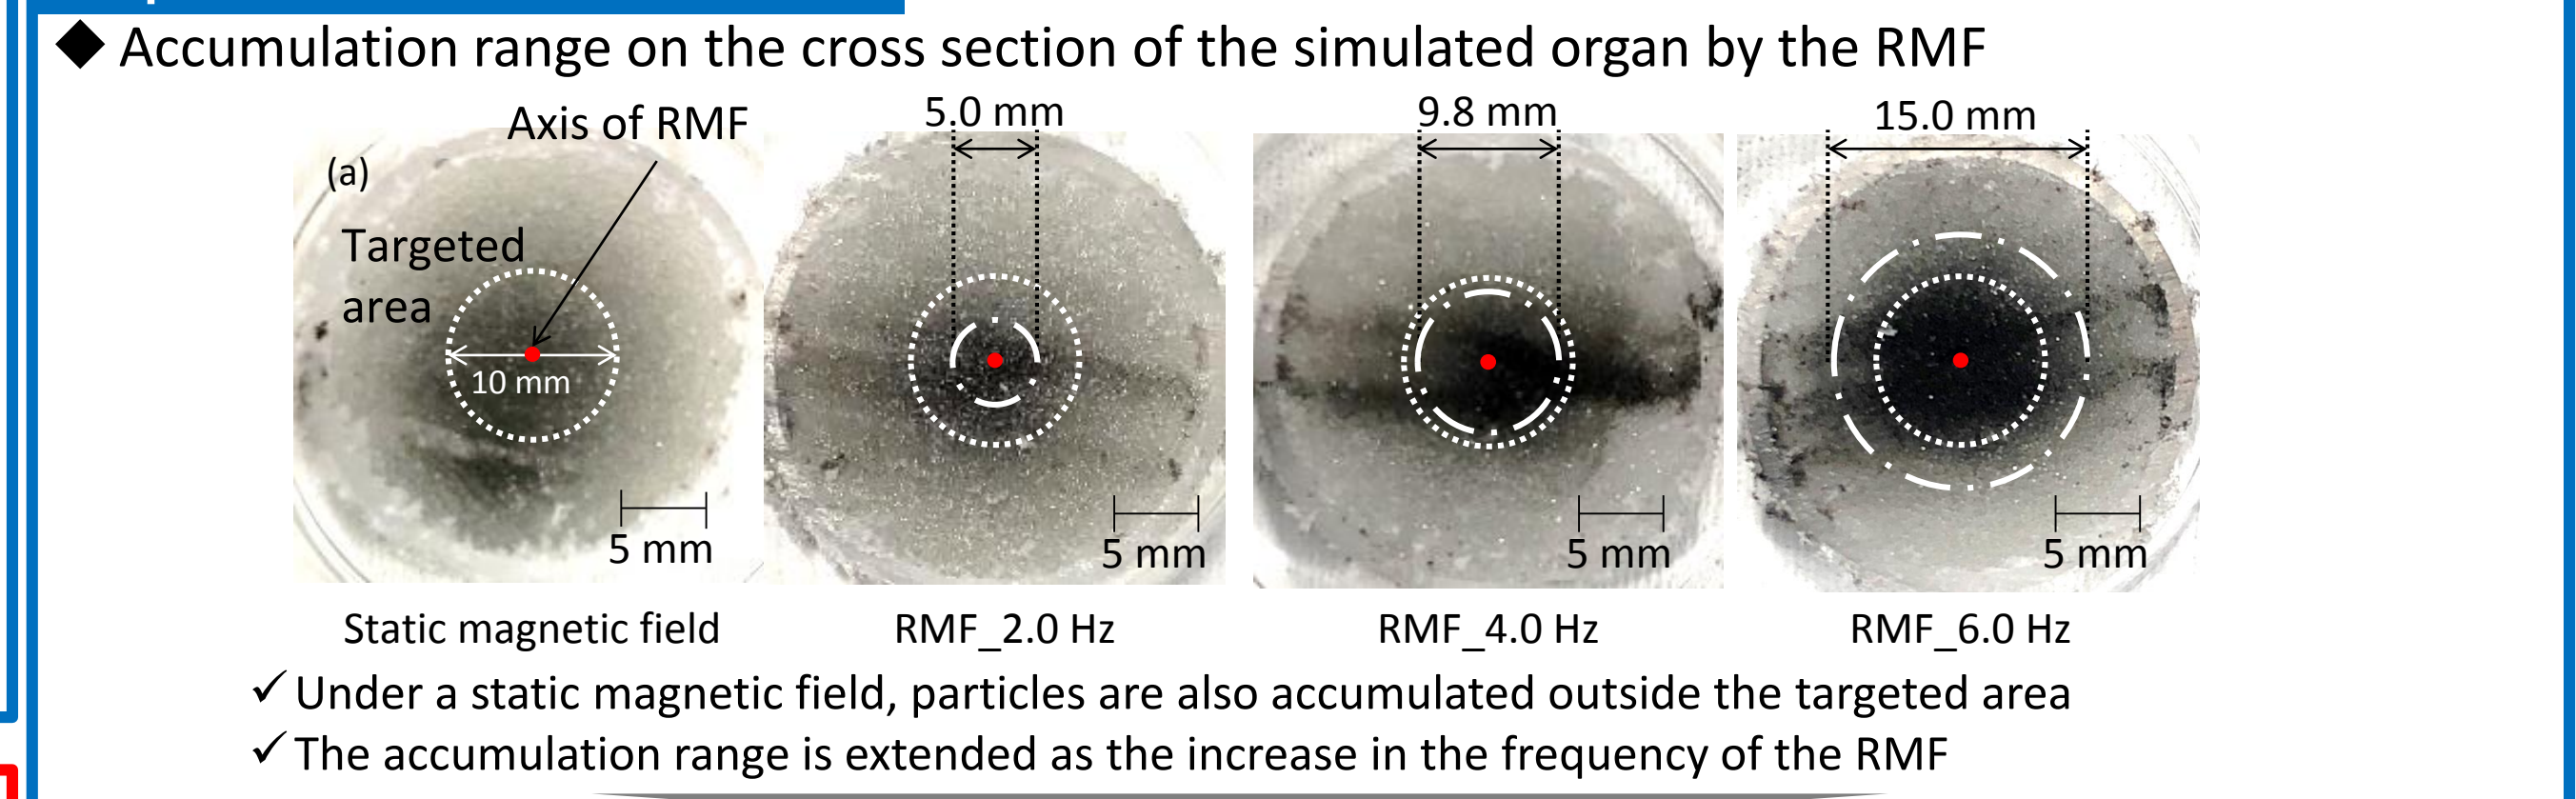 ◆ Accumulation range on the cross section of the simulated organ by the RMF
Axis of RMF
5.0 mm
9.8 mm
15.0 mm
(a)
Targeted
area
10 mm
5 mm
5 mm
5 mm
5 mm
Static magnetic field
RMF_2.0 Hz
RMF_4.0 Hz
RMF_6.0 Hz
✓ Under a static magnetic field, particles are also accumulated outside the targeted area
✓ The accumulation range is extended as the increase in the frequency of the RMF